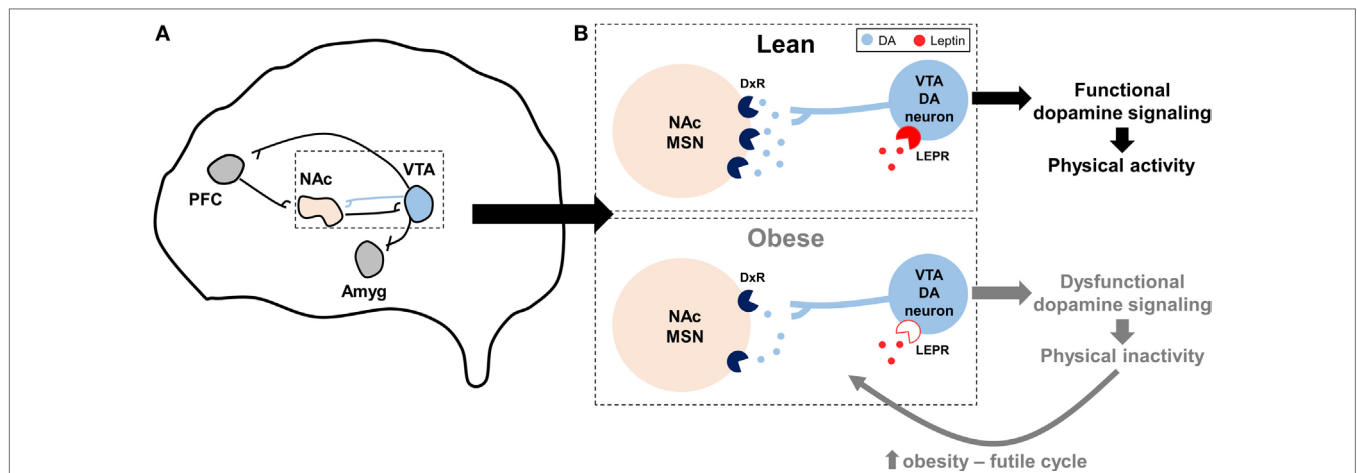 A
PFC
NAc
VTA
Amyg
B
Lean
DA
Leptin
DxR
NAc
MSN
VTA
DA
neuron
LEPR
Functional
dopamine signaling
Physical activity
Obese
DxR
NAc
MSN
VTA
DA
neuron
LEPR
Dysfunctional
dopamine signaling
Physical inactivity
⬆ obesity – futile cycle